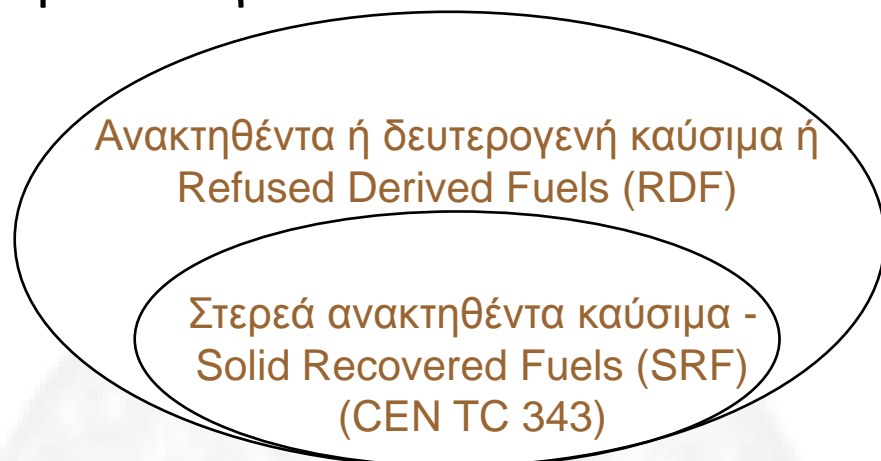 Ανακτηθέντα ή δευτερογενή καύσιμα ή
Refused Derived Fuels (RDF)
Στερεά ανακτηθέντα καύσιμα -
Solid Recovered Fuels (SRF)
(CEN TC 343)